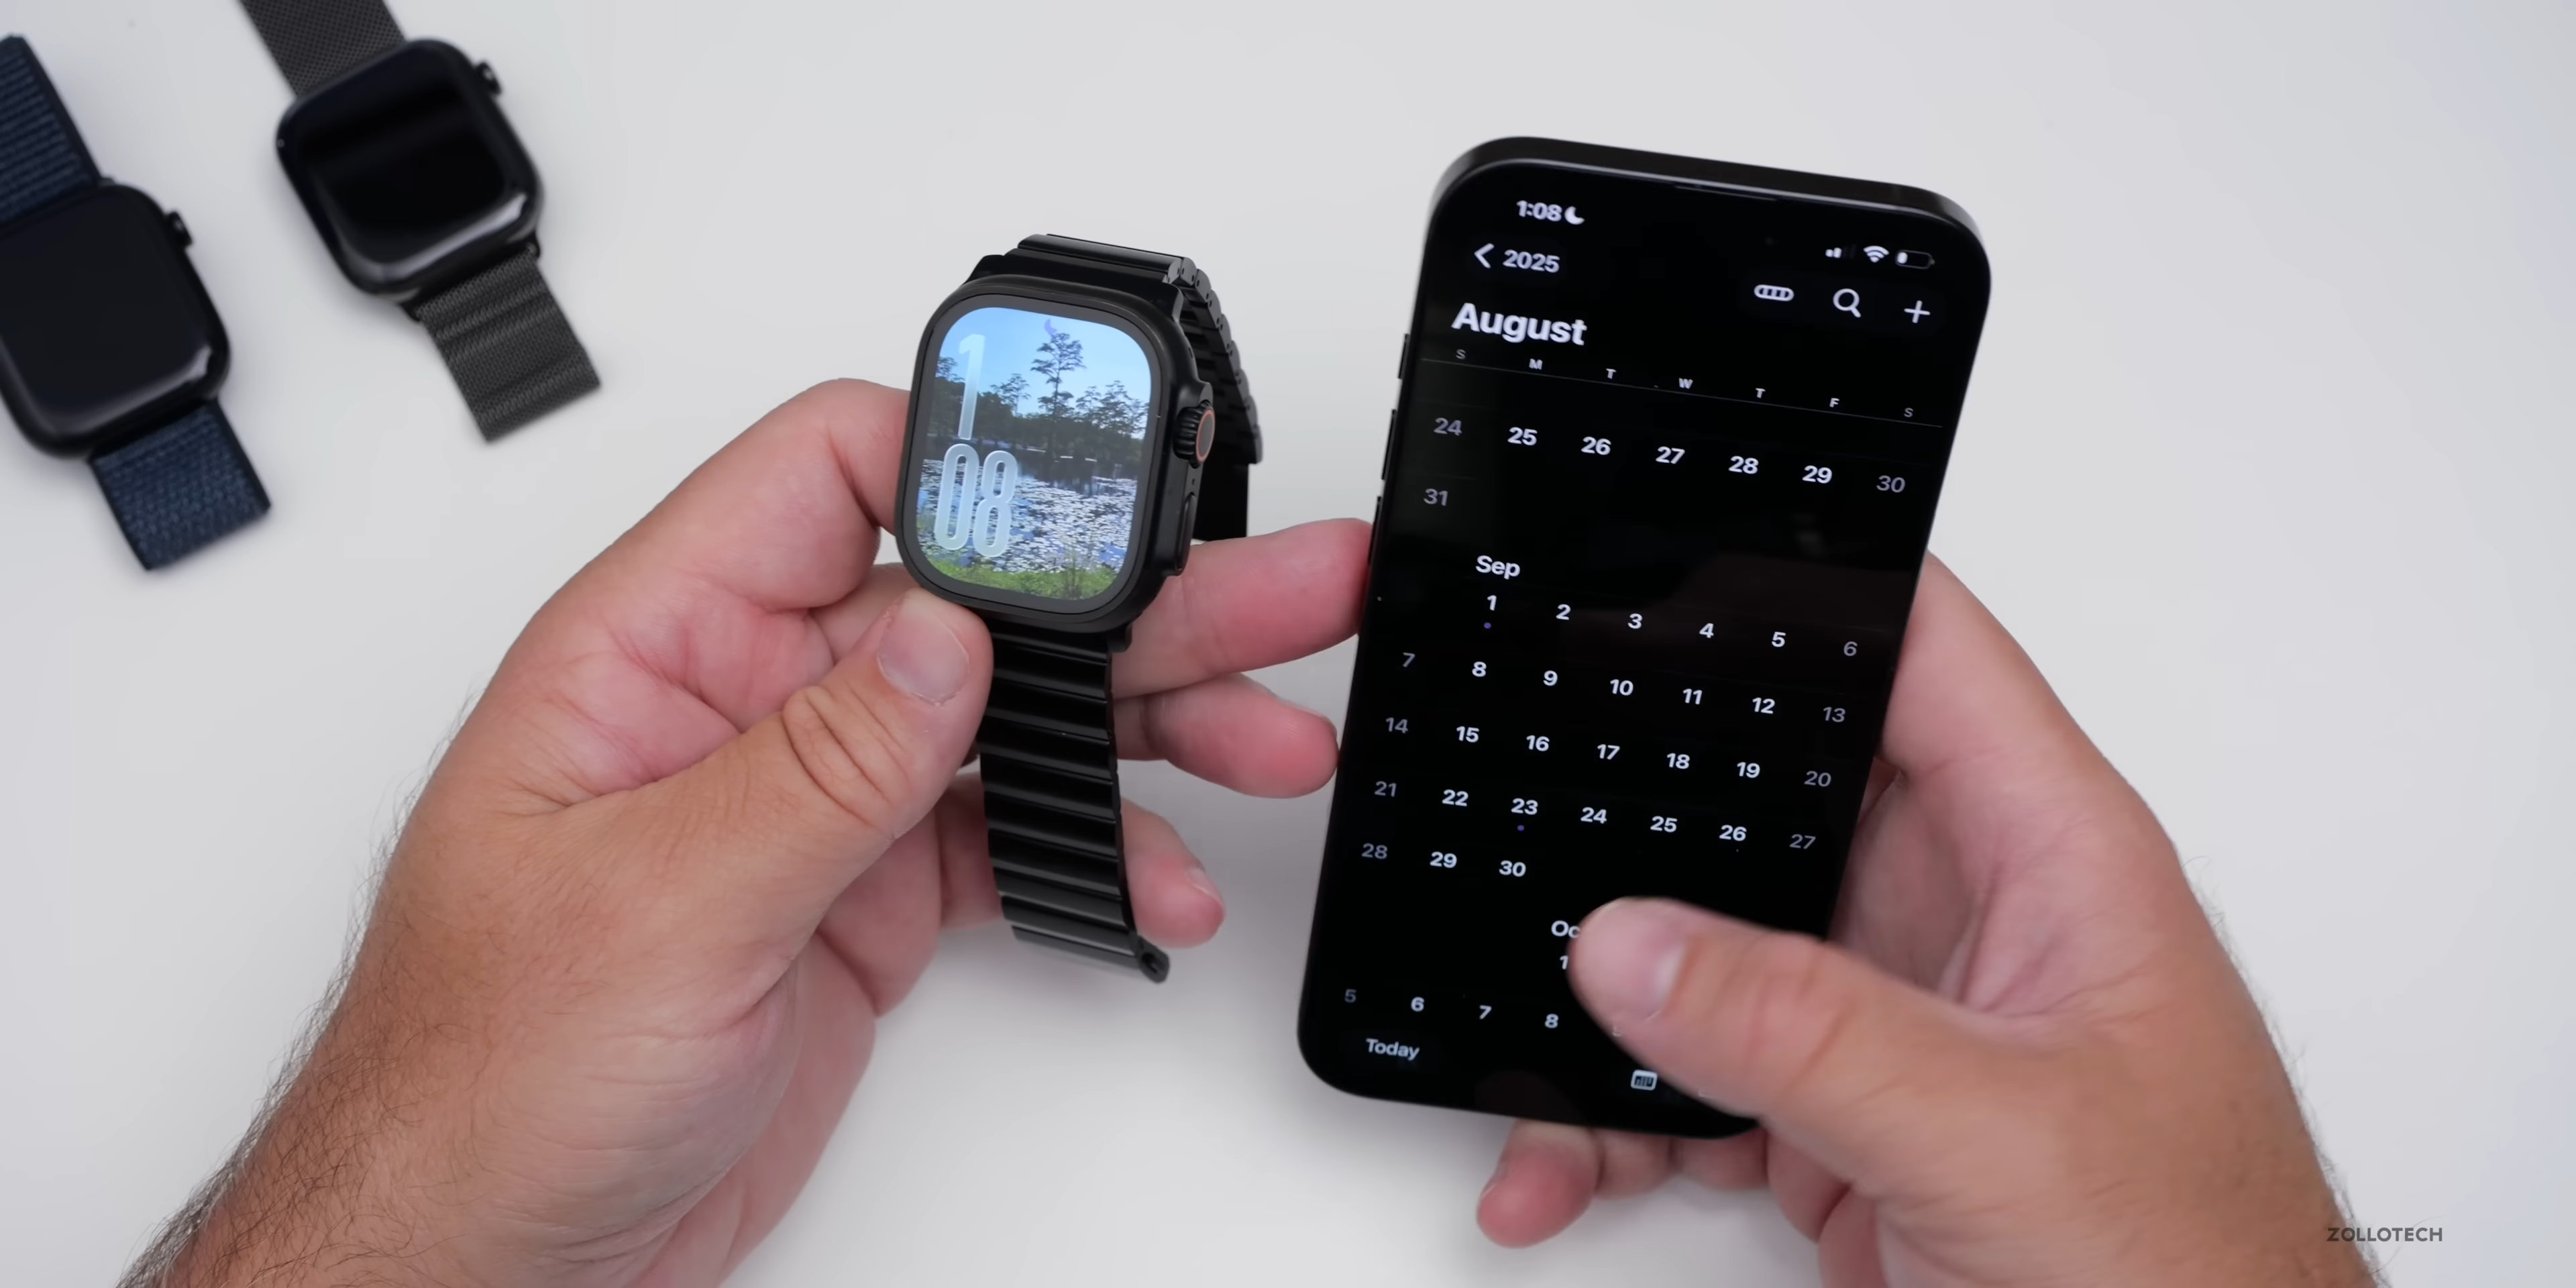 1
08
1:08
2025
August
S M T W T F S
24 25 26 27 28 29 30
31
Sep
1 2 3 4 5 6
7 8 9 10 11 12 13
14 15 16 17 18 19 20
21 22 23 24 25 26 27
28 29 30
5 6 7 8
Today
ZOLLOTECH